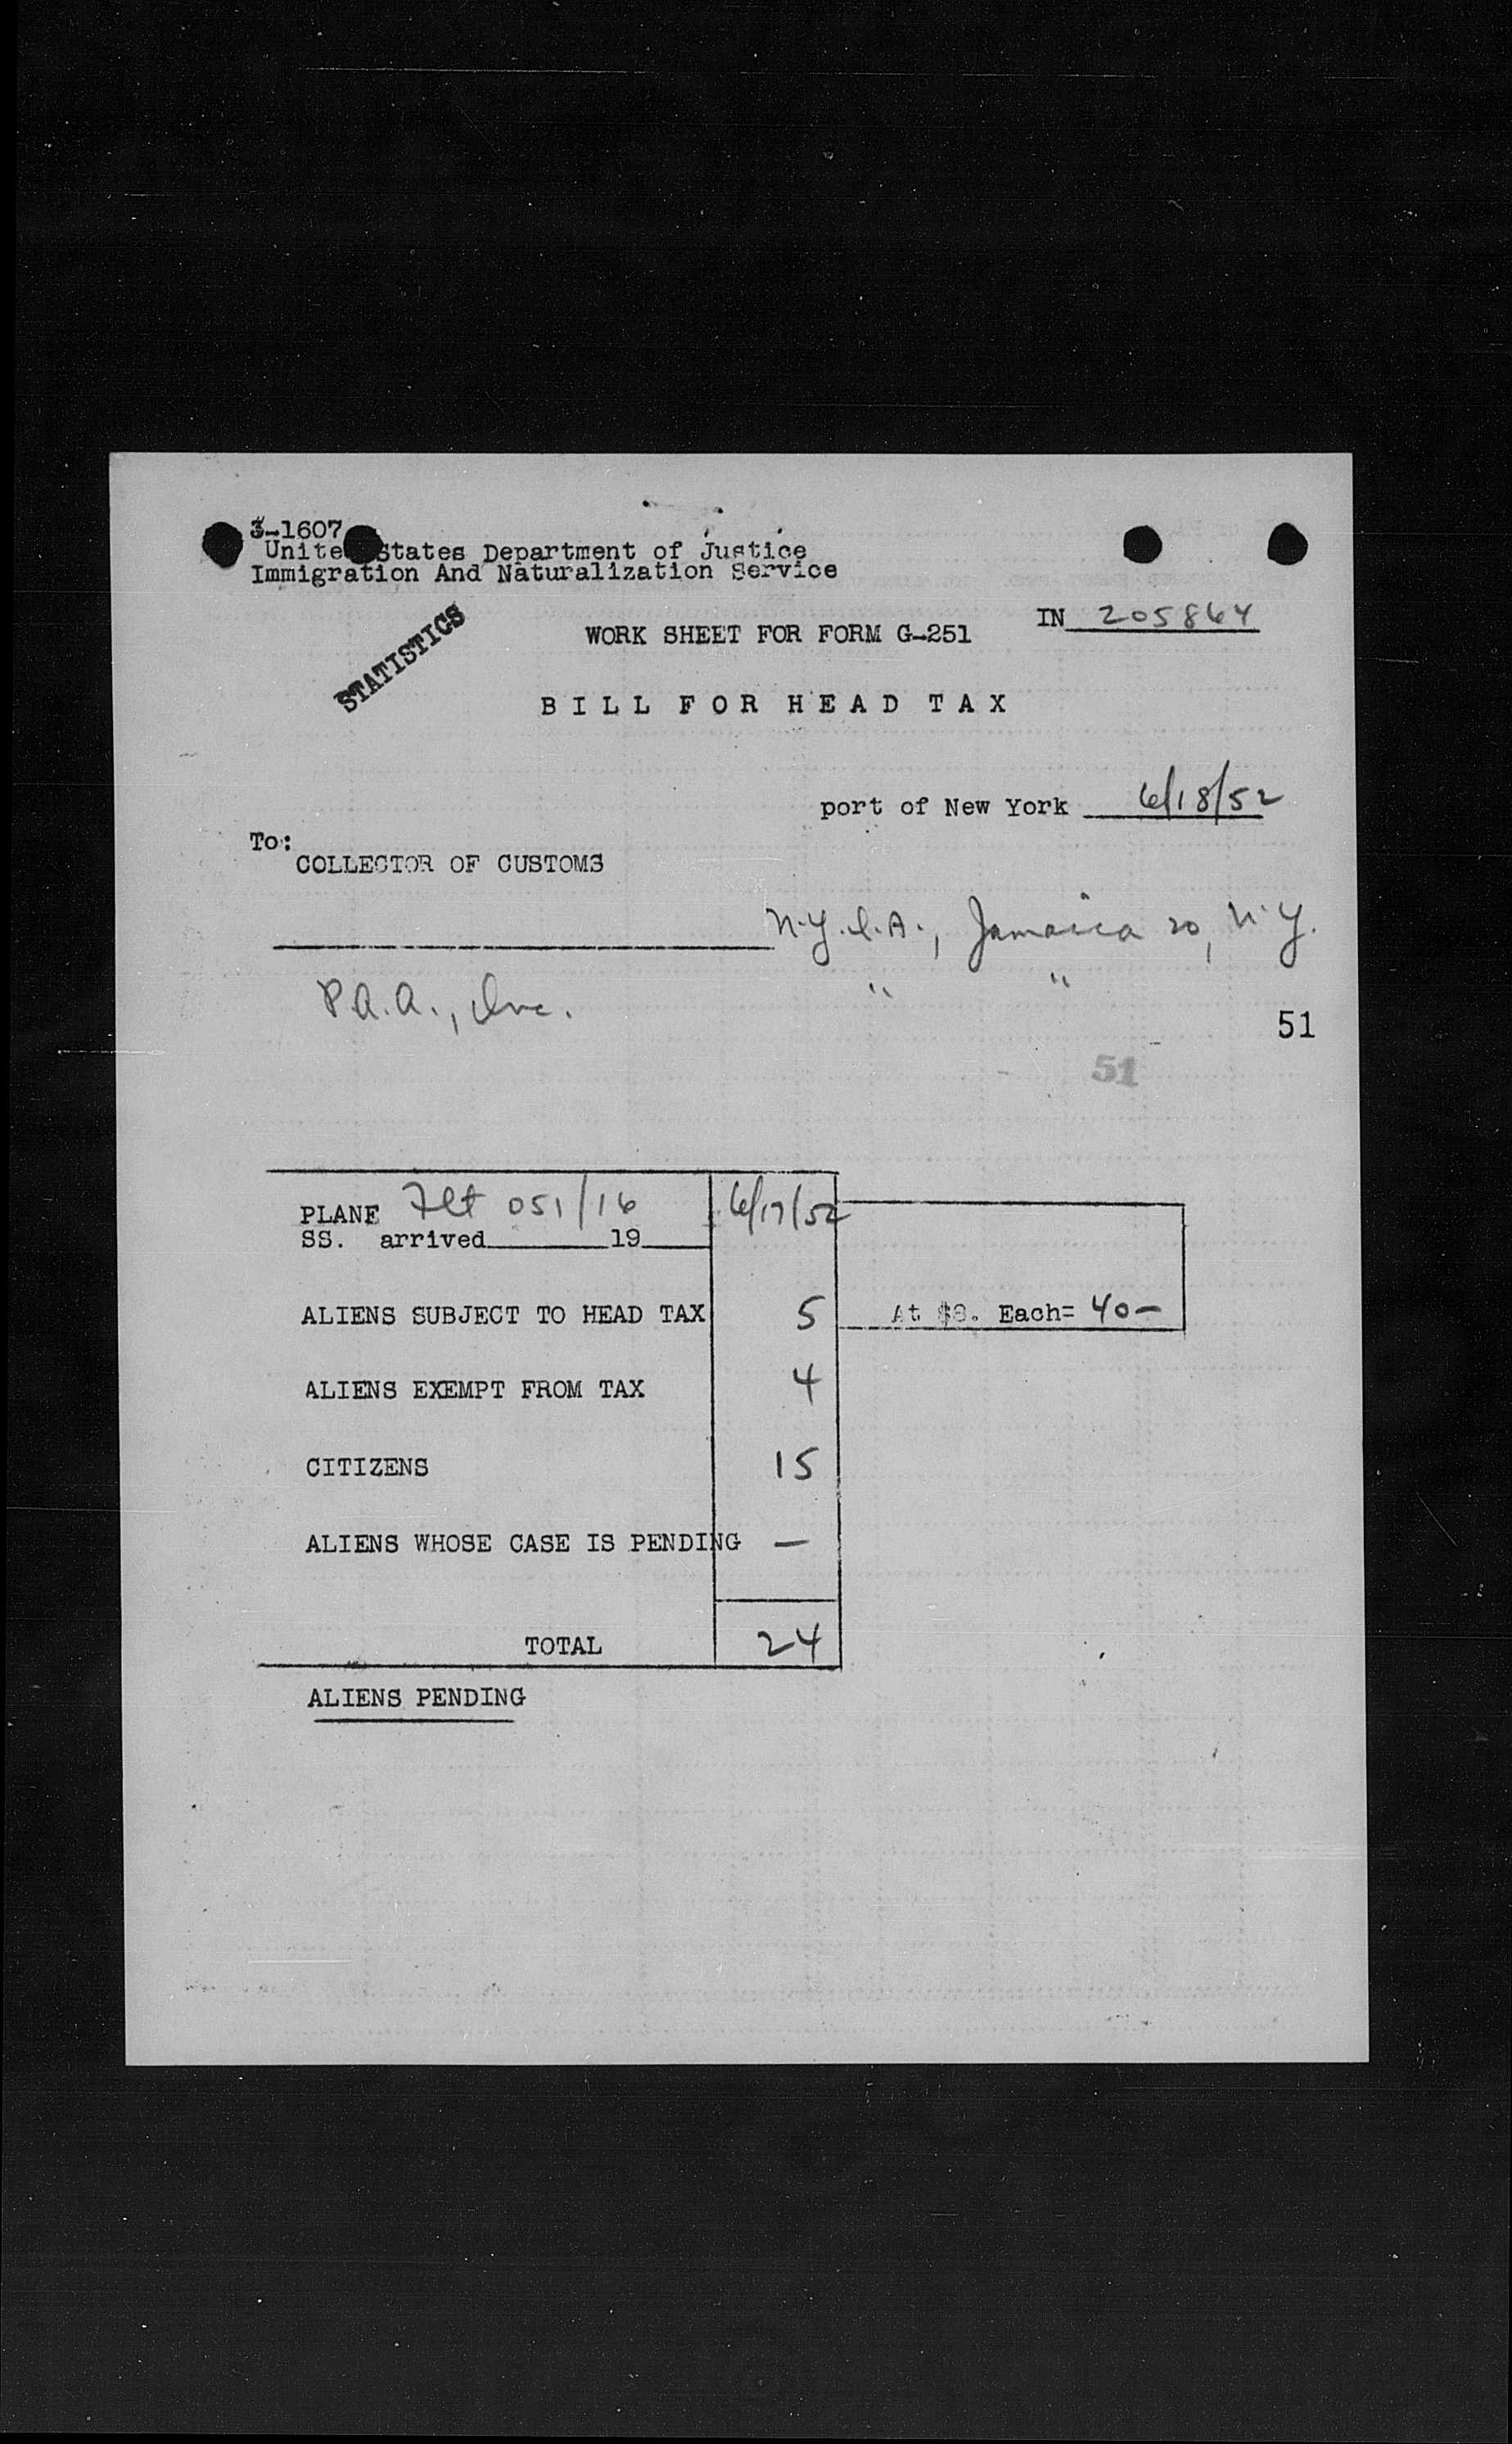 3-1607
United States Department of Justice
Immigration And Naturalization Service
STATISTICS
IN 205864
WORK SHEET FOR FORM G-251
BILL FOR HEAD TAX
port of New York 6/18/52
To:
COLLECTOR OF CUSTOMS
N.Y.I.A., Jamaica 20, N.Y.
P.A.A., Inc. " "
51
51
PLANE Flt 051/16 6/17/52
SS. arrived 19
ALIENS SUBJECT TO HEAD TAX 5 At $8. Each= 40-
ALIENS EXEMPT FROM TAX 4
CITIZENS 15
ALIENS WHOSE CASE IS PENDING —
TOTAL 24
ALIENS PENDING